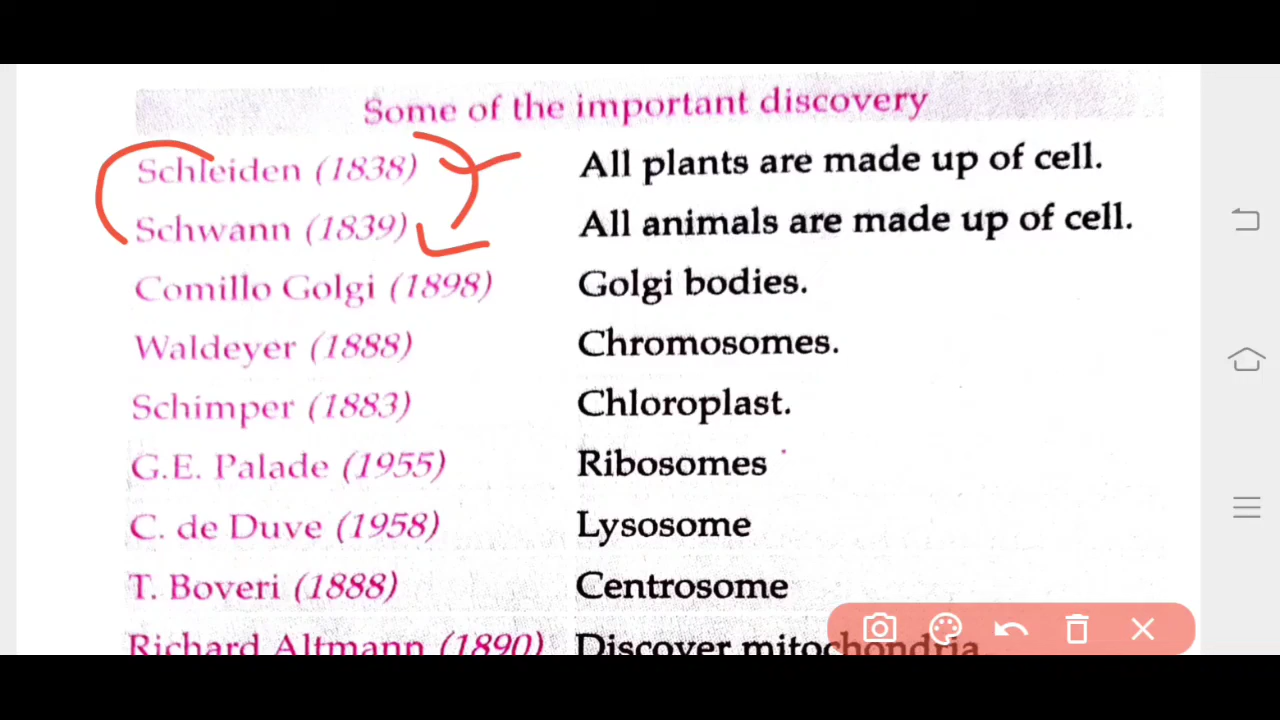 Some of the important discovery
Schleiden (1838) All plants are made up of cell.
Schwann (1839) All animals are made up of cell.
Comillo Golgi (1898) Golgi bodies.
Waldeyer (1888) Chromosomes.
Schimper (1883) Chloroplast.
G.E. Palade (1955) Ribosomes
C. de Duve (1958) Lysosome
T. Boveri (1888) Centrosome
Richard Altmann (1890) Discover mitochondria.